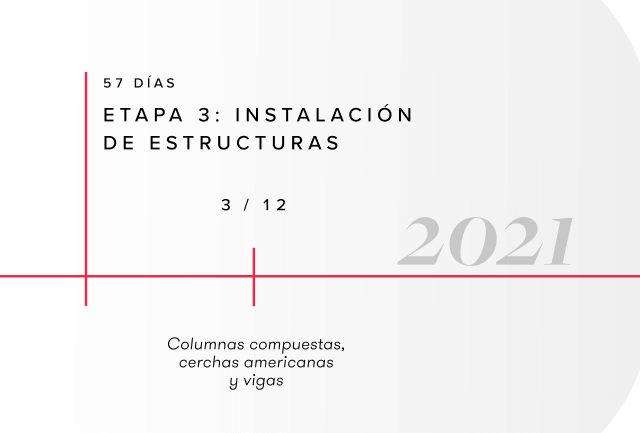 57 DÍAS
ETAPA 3: INSTALACIÓN
DE ESTRUCTURAS
3 / 12
2021
Columnas compuestas,
cerchas americanas
y vigas